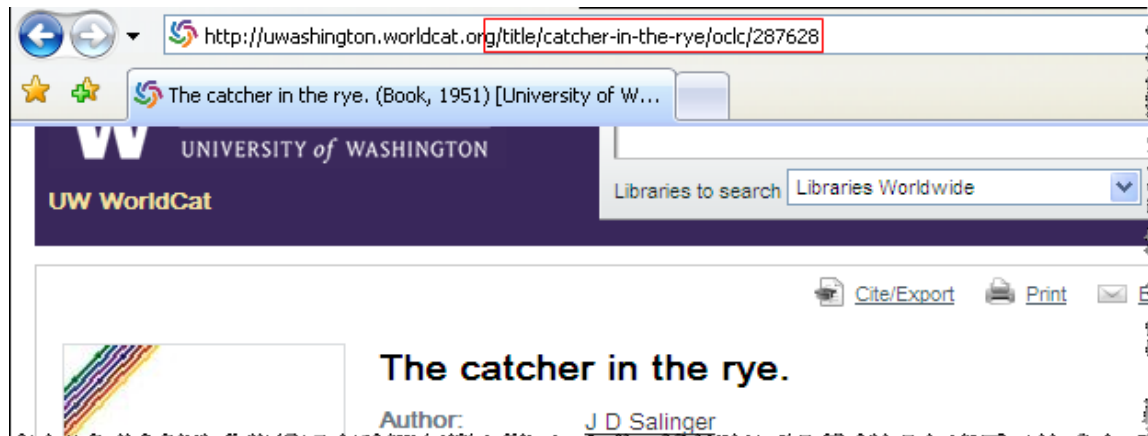 http://uwashington.worldcat.org/title/catcher-in-the-rye/oclc/287628
The catcher in the rye. (Book, 1951) [University of W...
W
UNIVERSITY of WASHINGTON
UW WorldCat
Libraries to search Libraries Worldwide
Cite/Export Print
The catcher in the rye.
Author: J D Salinger